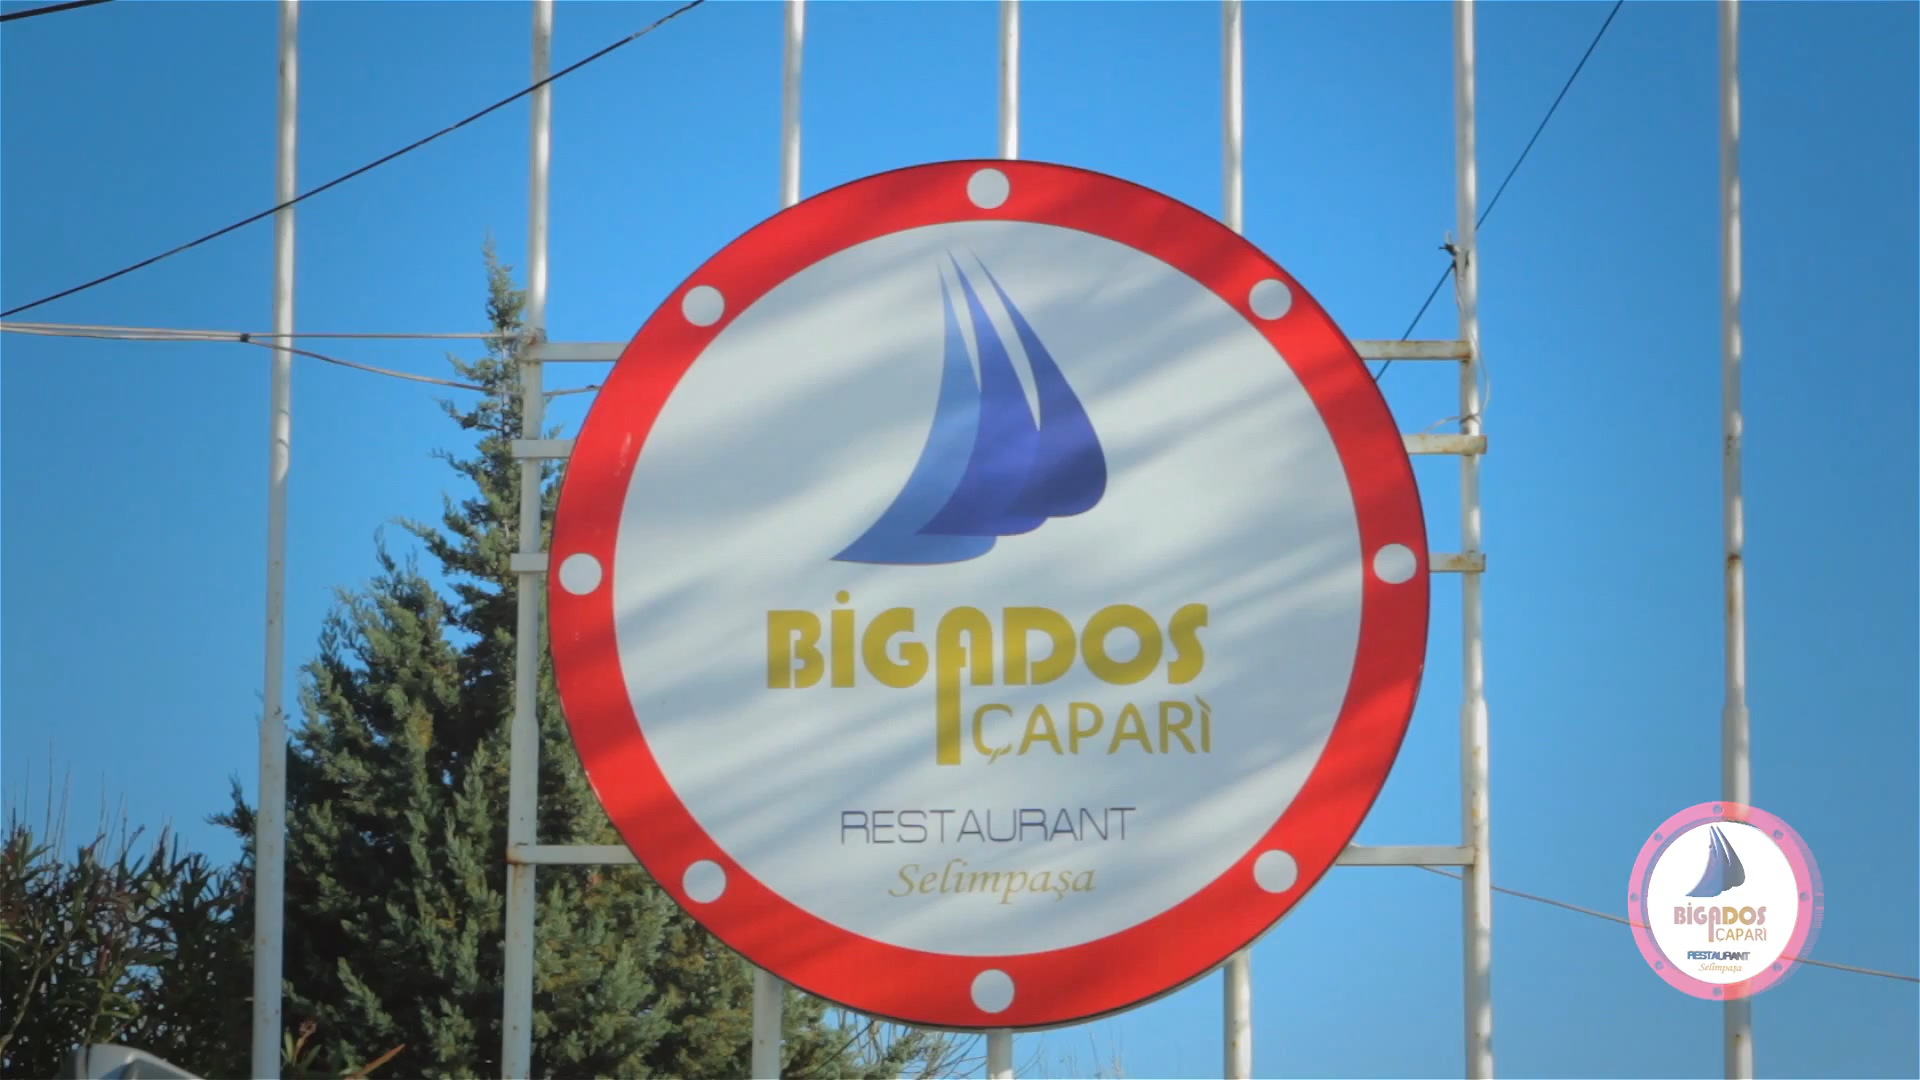 BİGADOS
ÇAPARİ
RESTAURANT
Selimpaşa
BİGADOS
ÇAPARİ
RESTAURANT
Selimpaşa